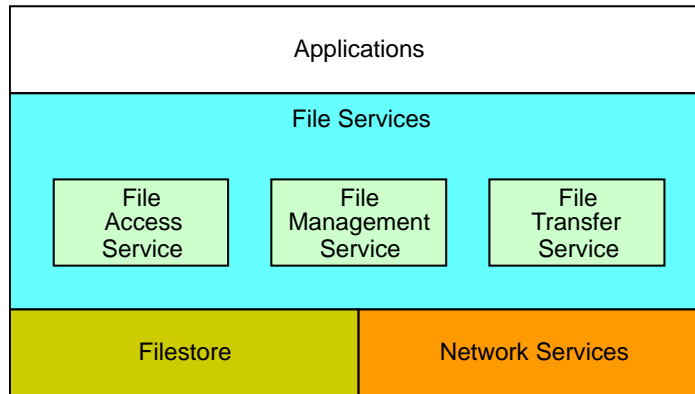 Applications
File Services
File
Access
Service
File
Management
Service
File
Transfer
Service
Filestore
Network Services